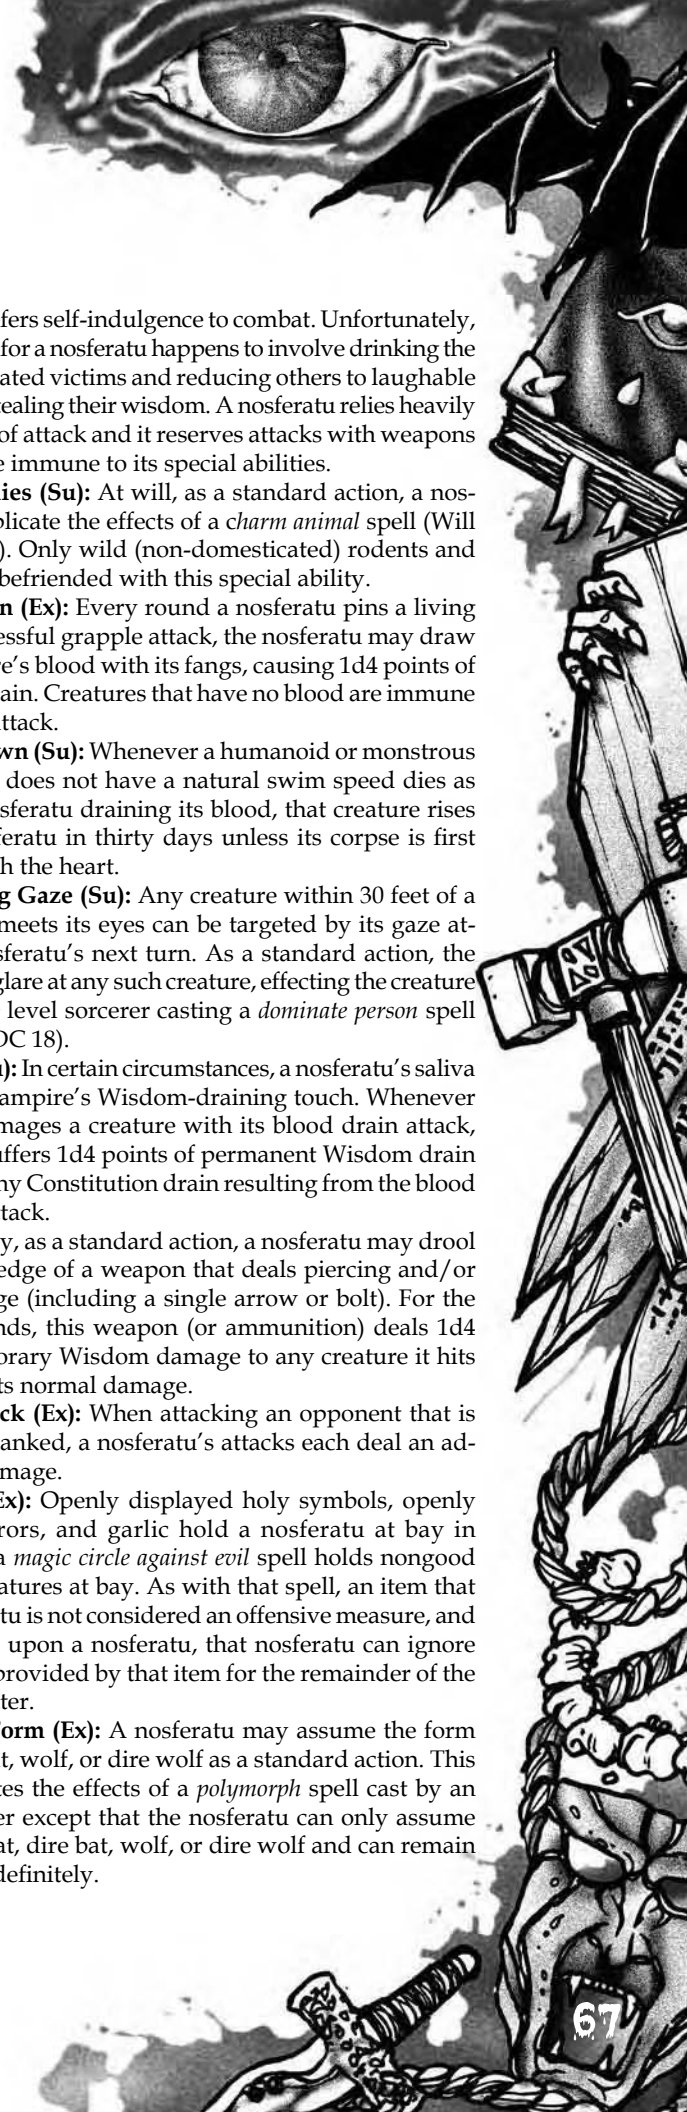 fers self-indulgence to combat. Unfortunately,
for a nosferatu happens to involve drinking the
ated victims and reducing others to laughable
tealing their wisdom. A nosferatu relies heavily
of attack and it reserves attacks with weapons
e immune to its special abilities.
ies (Su): At will, as a standard action, a nos-
plicate the effects of a charm animal spell (Will
). Only wild (non-domesticated) rodents and
befriended with this special ability.
n (Ex): Every round a nosferatu pins a living
essful grapple attack, the nosferatu may draw
re's blood with its fangs, causing 1d4 points of
ain. Creatures that have no blood are immune
attack.
wn (Su): Whenever a humanoid or monstrous
does not have a natural swim speed dies as
sferatu draining its blood, that creature rises
feratu in thirty days unless its corpse is first
h the heart.
g Gaze (Su): Any creature within 30 feet of a
meets its eyes can be targeted by its gaze at-
sferatu's next turn. As a standard action, the
glare at any such creature, effecting the creature
level sorcerer casting a dominate person spell
DC 18).
): In certain circumstances, a nosferatu's saliva
ampire's Wisdom-draining touch. Whenever
mages a creature with its blood drain attack,
uffers 1d4 points of permanent Wisdom drain
ny Constitution drain resulting from the blood
tack.
y, as a standard action, a nosferatu may drool
edge of a weapon that deals piercing and/or
ge (including a single arrow or bolt). For the
nds, this weapon (or ammunition) deals 1d4
orary Wisdom damage to any creature it hits
ts normal damage.
ck (Ex): When attacking an opponent that is
anked, a nosferatu's attacks each deal an ad-
mage.
Ex): Openly displayed holy symbols, openly
rors, and garlic hold a nosferatu at bay in
a magic circle against evil spell holds nongood
atures at bay. As with that spell, an item that
tu is not considered an offensive measure, and
upon a nosferatu, that nosferatu can ignore
provided by that item for the remainder of the
ter.
orm (Ex): A nosferatu may assume the form
t, wolf, or dire wolf as a standard action. This
tes the effects of a polymorph spell cast by an
er except that the nosferatu can only assume
at, dire bat, wolf, or dire wolf and can remain
definitely.
67